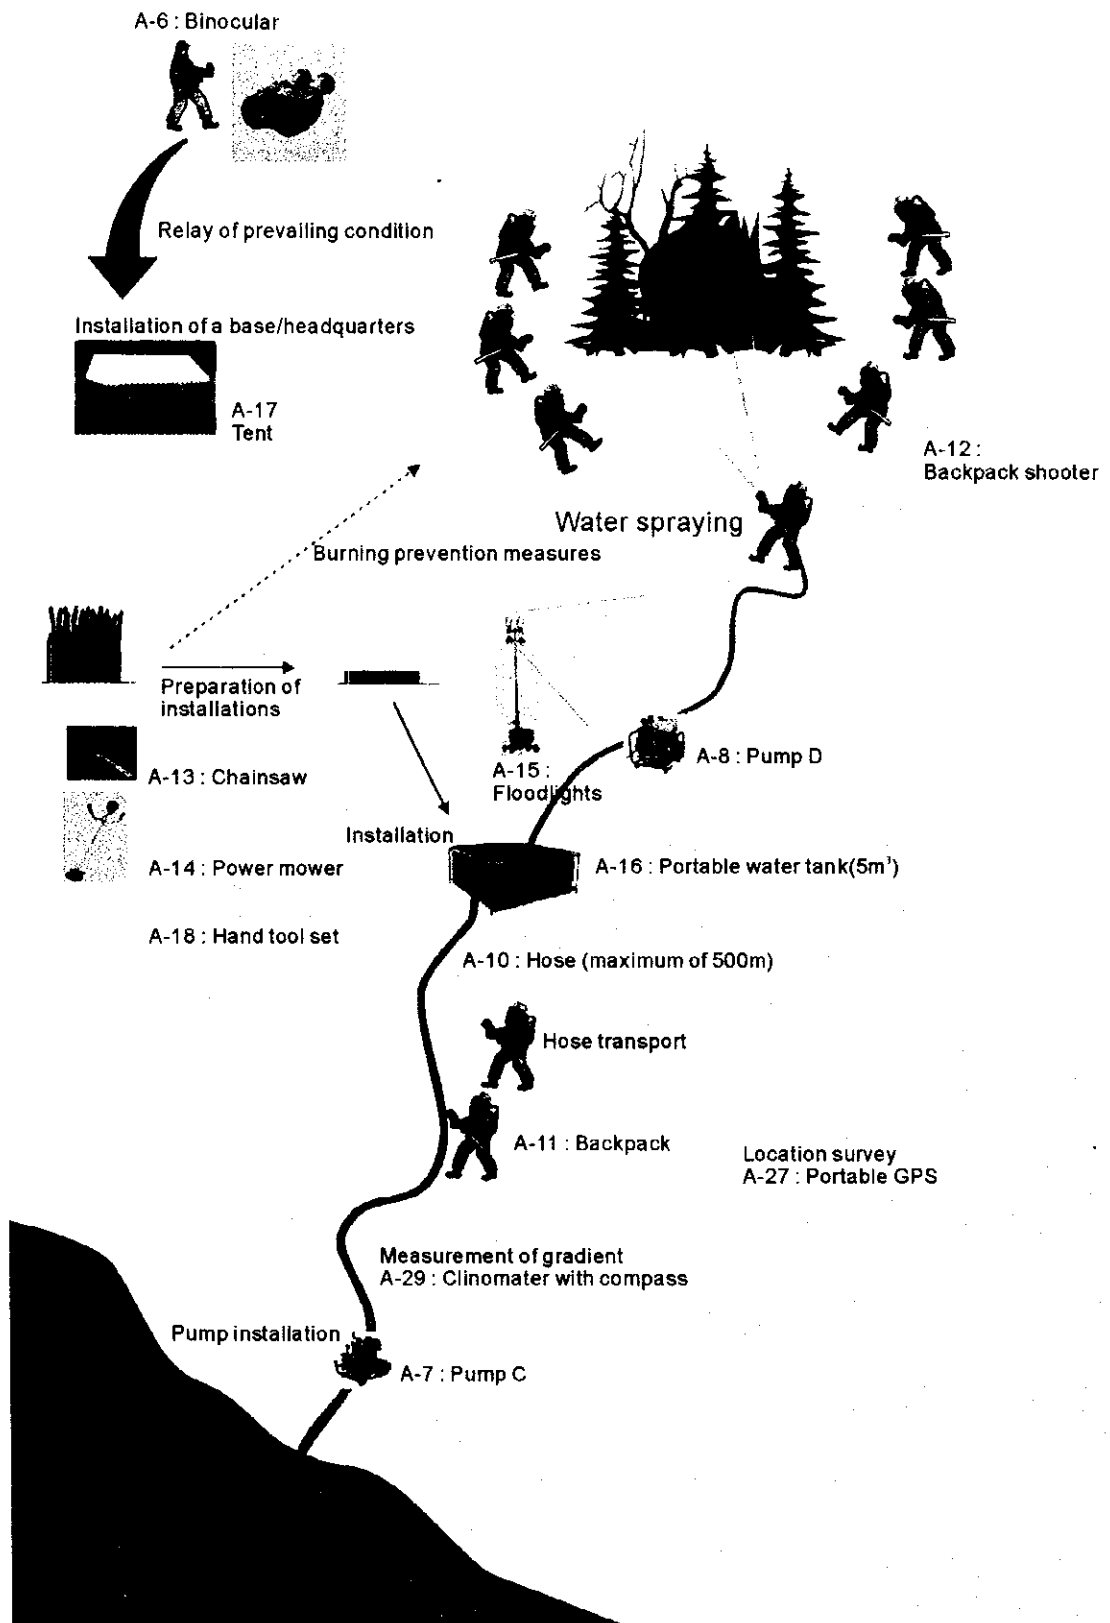 A-6 : Binocular
Relay of prevailing condition
Installation of a base/headquarters
A-17
Tent
A-12 :
Backpack shooter
Water spraying
Burning prevention measures
Preparation of
installations
A-13 : Chainsaw
A-15 :
Floodlights
A-8 : Pump D
Installation
A-14 : Power mower
A-16 : Portable water tank(5m³)
A-18 : Hand tool set
A-10 : Hose (maximum of 500m)
Hose transport
A-11 : Backpack
Location survey
A-27 : Portable GPS
Measurement of gradient
A-29 : Clinomater with compass
Pump installation
A-7 : Pump C